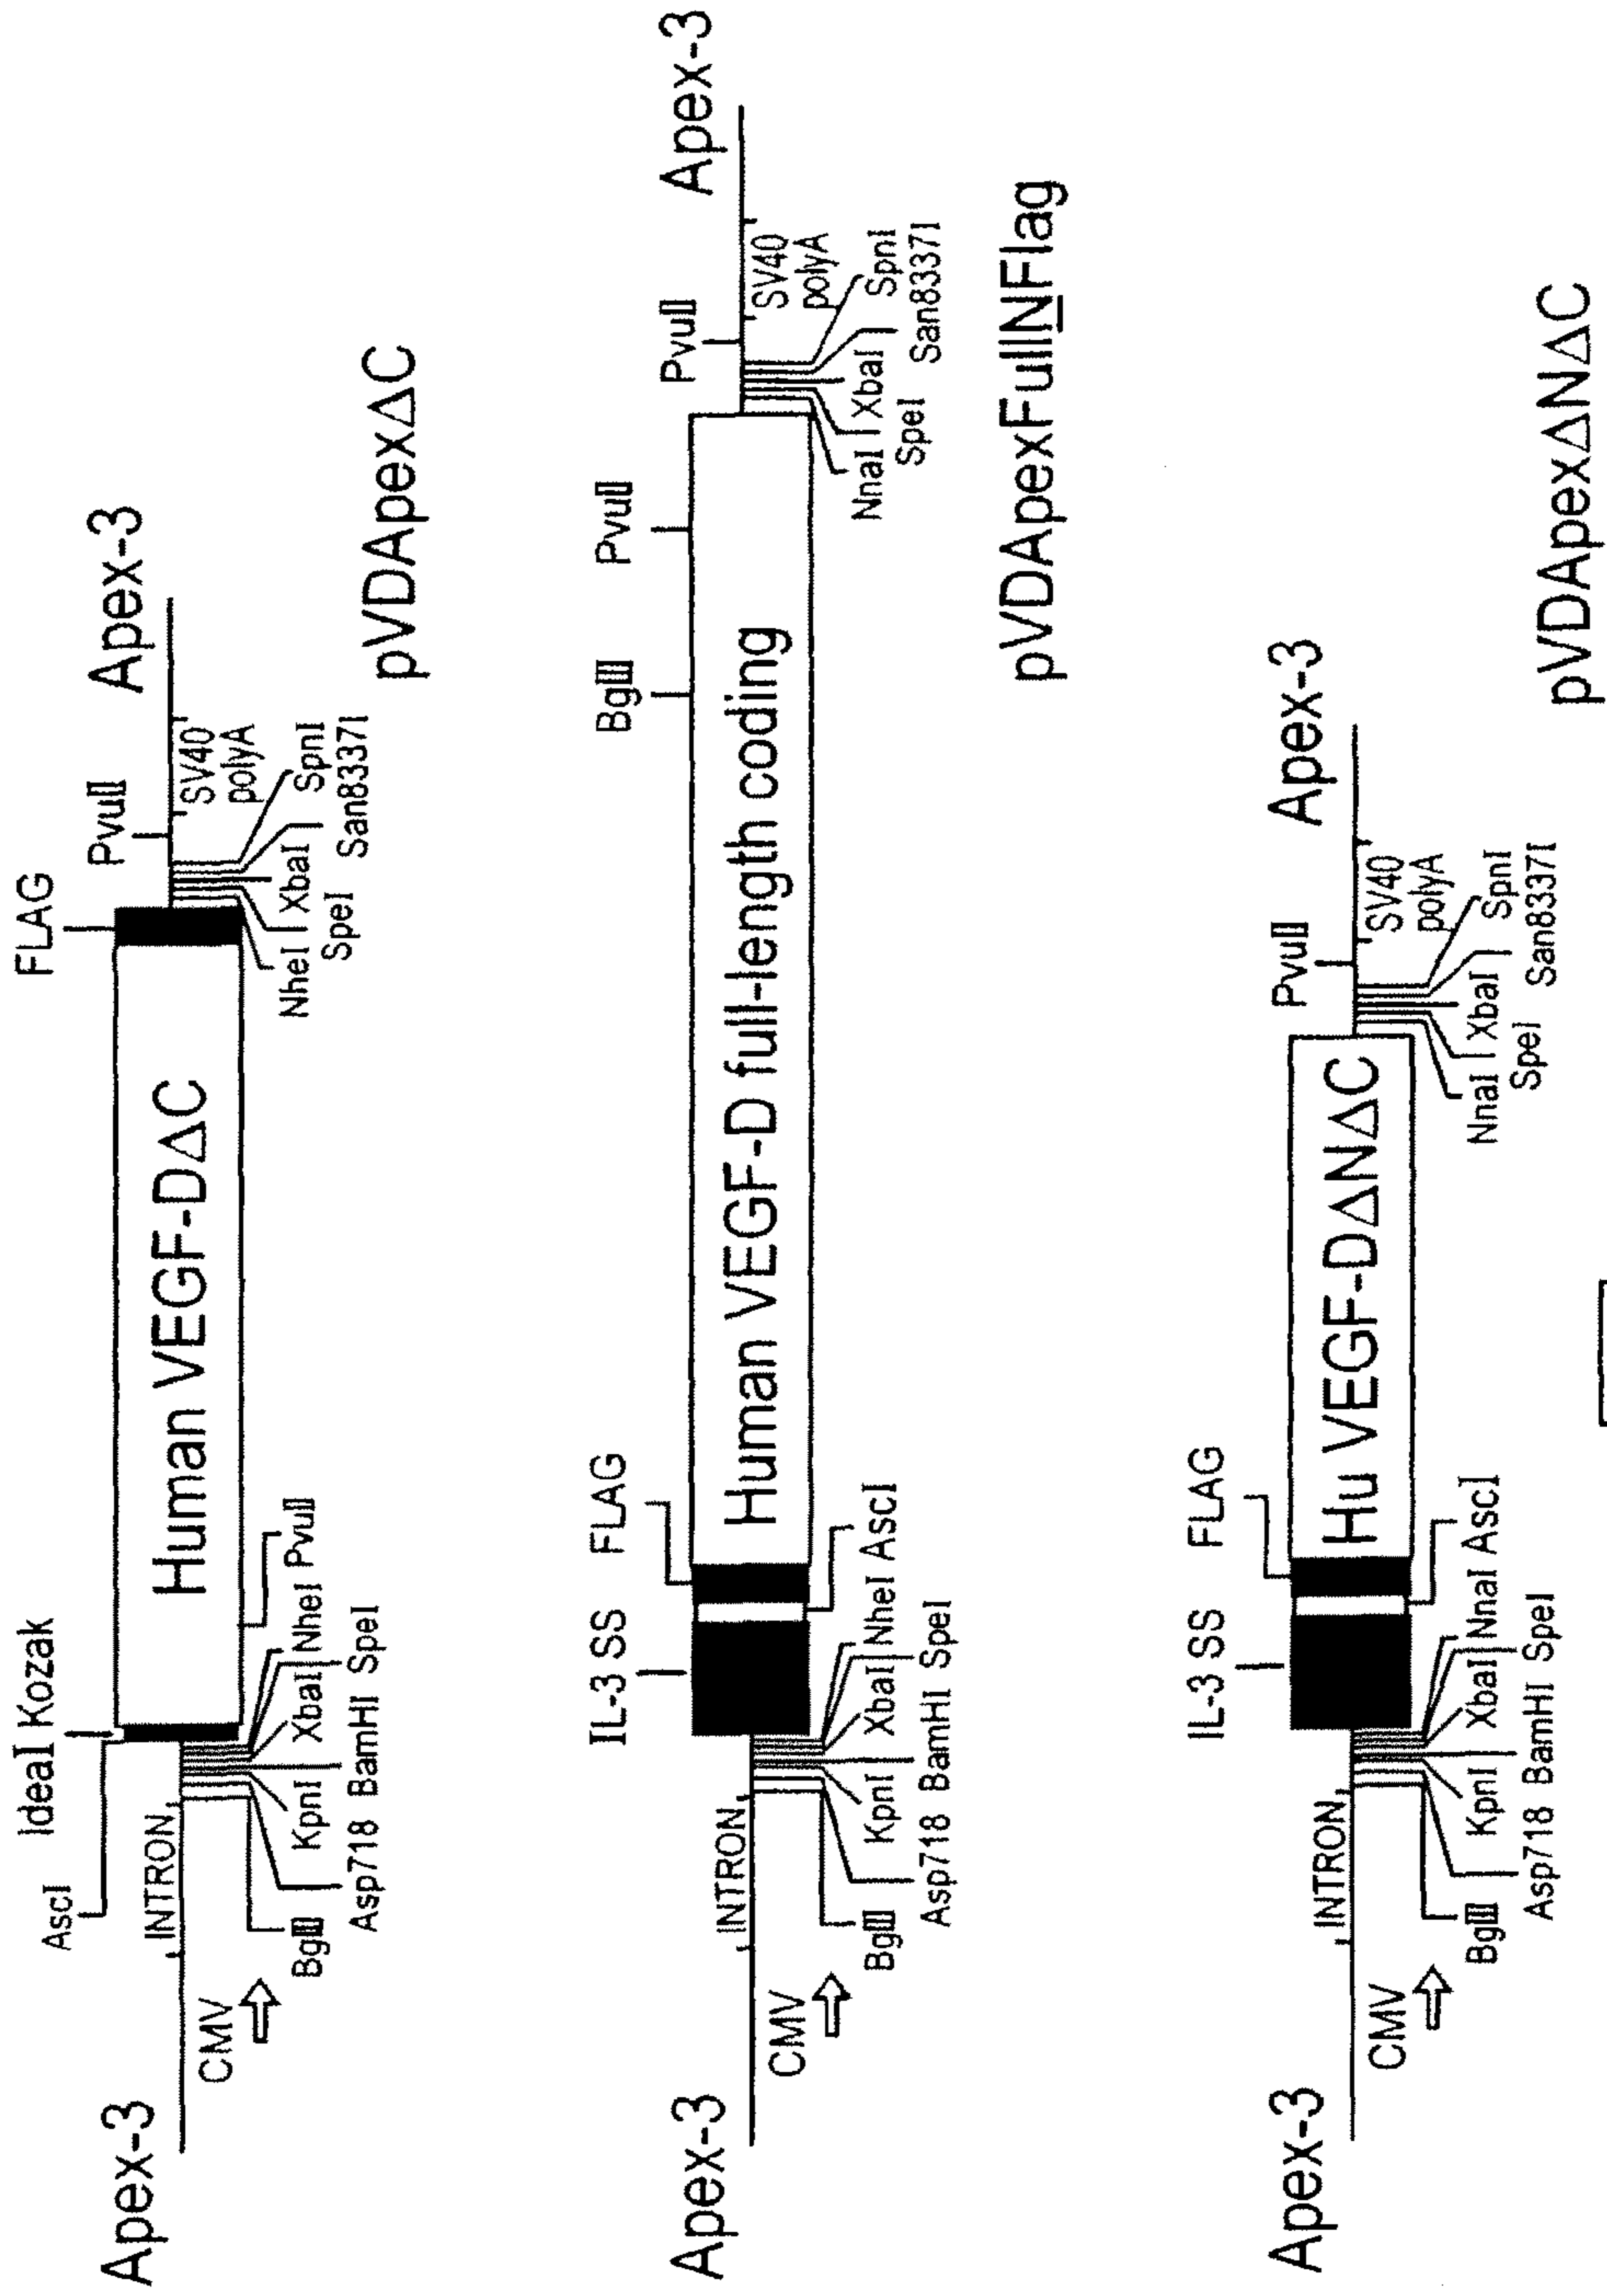 Apex-3
CMV
INTRON
AscI
Ideal Kozak
BglII
Asp718
KpnI
BamHI
XbaI
SpeI
NheI
PvuII
Human VEGF-DΔC
FLAG
NheI
SpeI
XbaI
San8337I
SpnI
PvuII
SV40
polyA
Apex-3
pVDApexΔC
Apex-3
CMV
INTRON
IL-3 SS
FLAG
BglII
Asp718
KpnI
BamHI
XbaI
SpeI
NheI
AscI
Human VEGF-D full-length coding
BglII
PvuII
NnaI
SpeI
XbaI
San8337I
SpnI
PvuII
SV40
polyA
Apex-3
pVDApexFullNFlag
Apex-3
CMV
INTRON
IL-3 SS
FLAG
BglII
Asp718
KpnI
BamHI
XbaI
SpeI
NnaI
AscI
Hu VEGF-DΔNΔC
NnaI
SpeI
XbaI
San8337I
SpnI
PvuII
SV40
polyA
Apex-3
pVDApexΔNΔC